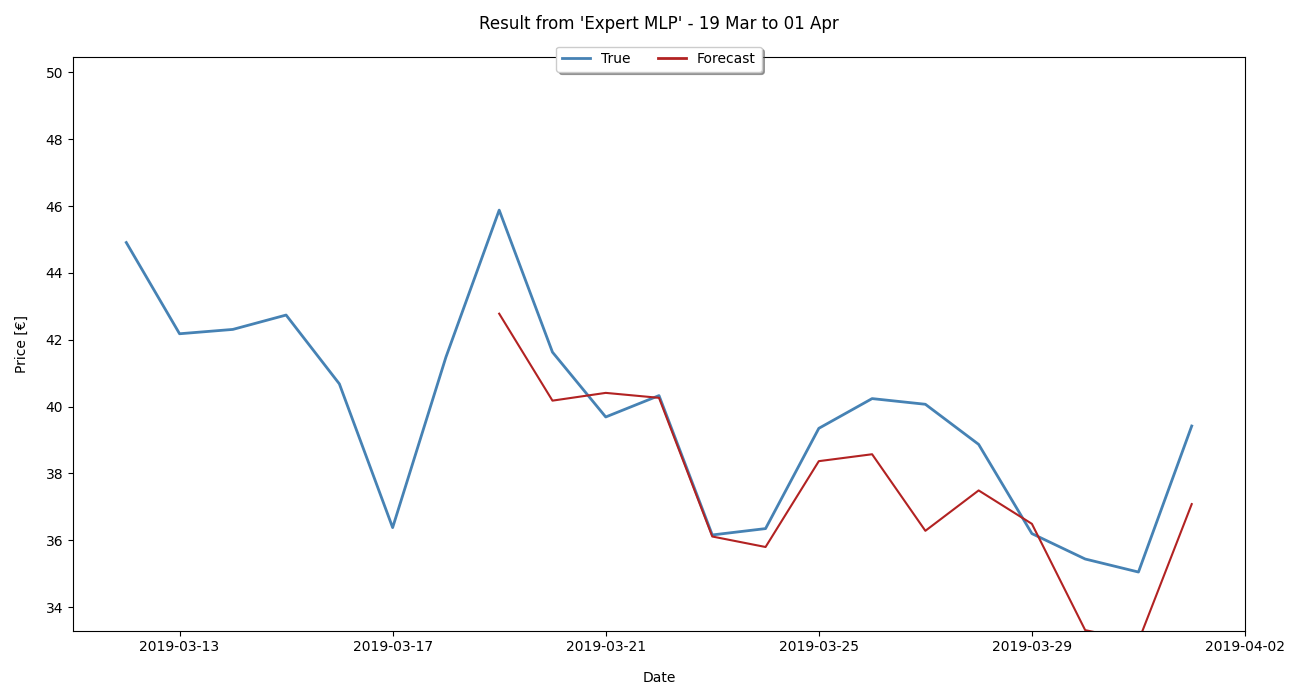 Result from 'Expert MLP' - 19 Mar to 01 Apr
True Forecast
50
48
46
44
42
40
38
36
34
Price [€]
2019-03-13 2019-03-17 2019-03-21 2019-03-25 2019-03-29 2019-04-02
Date